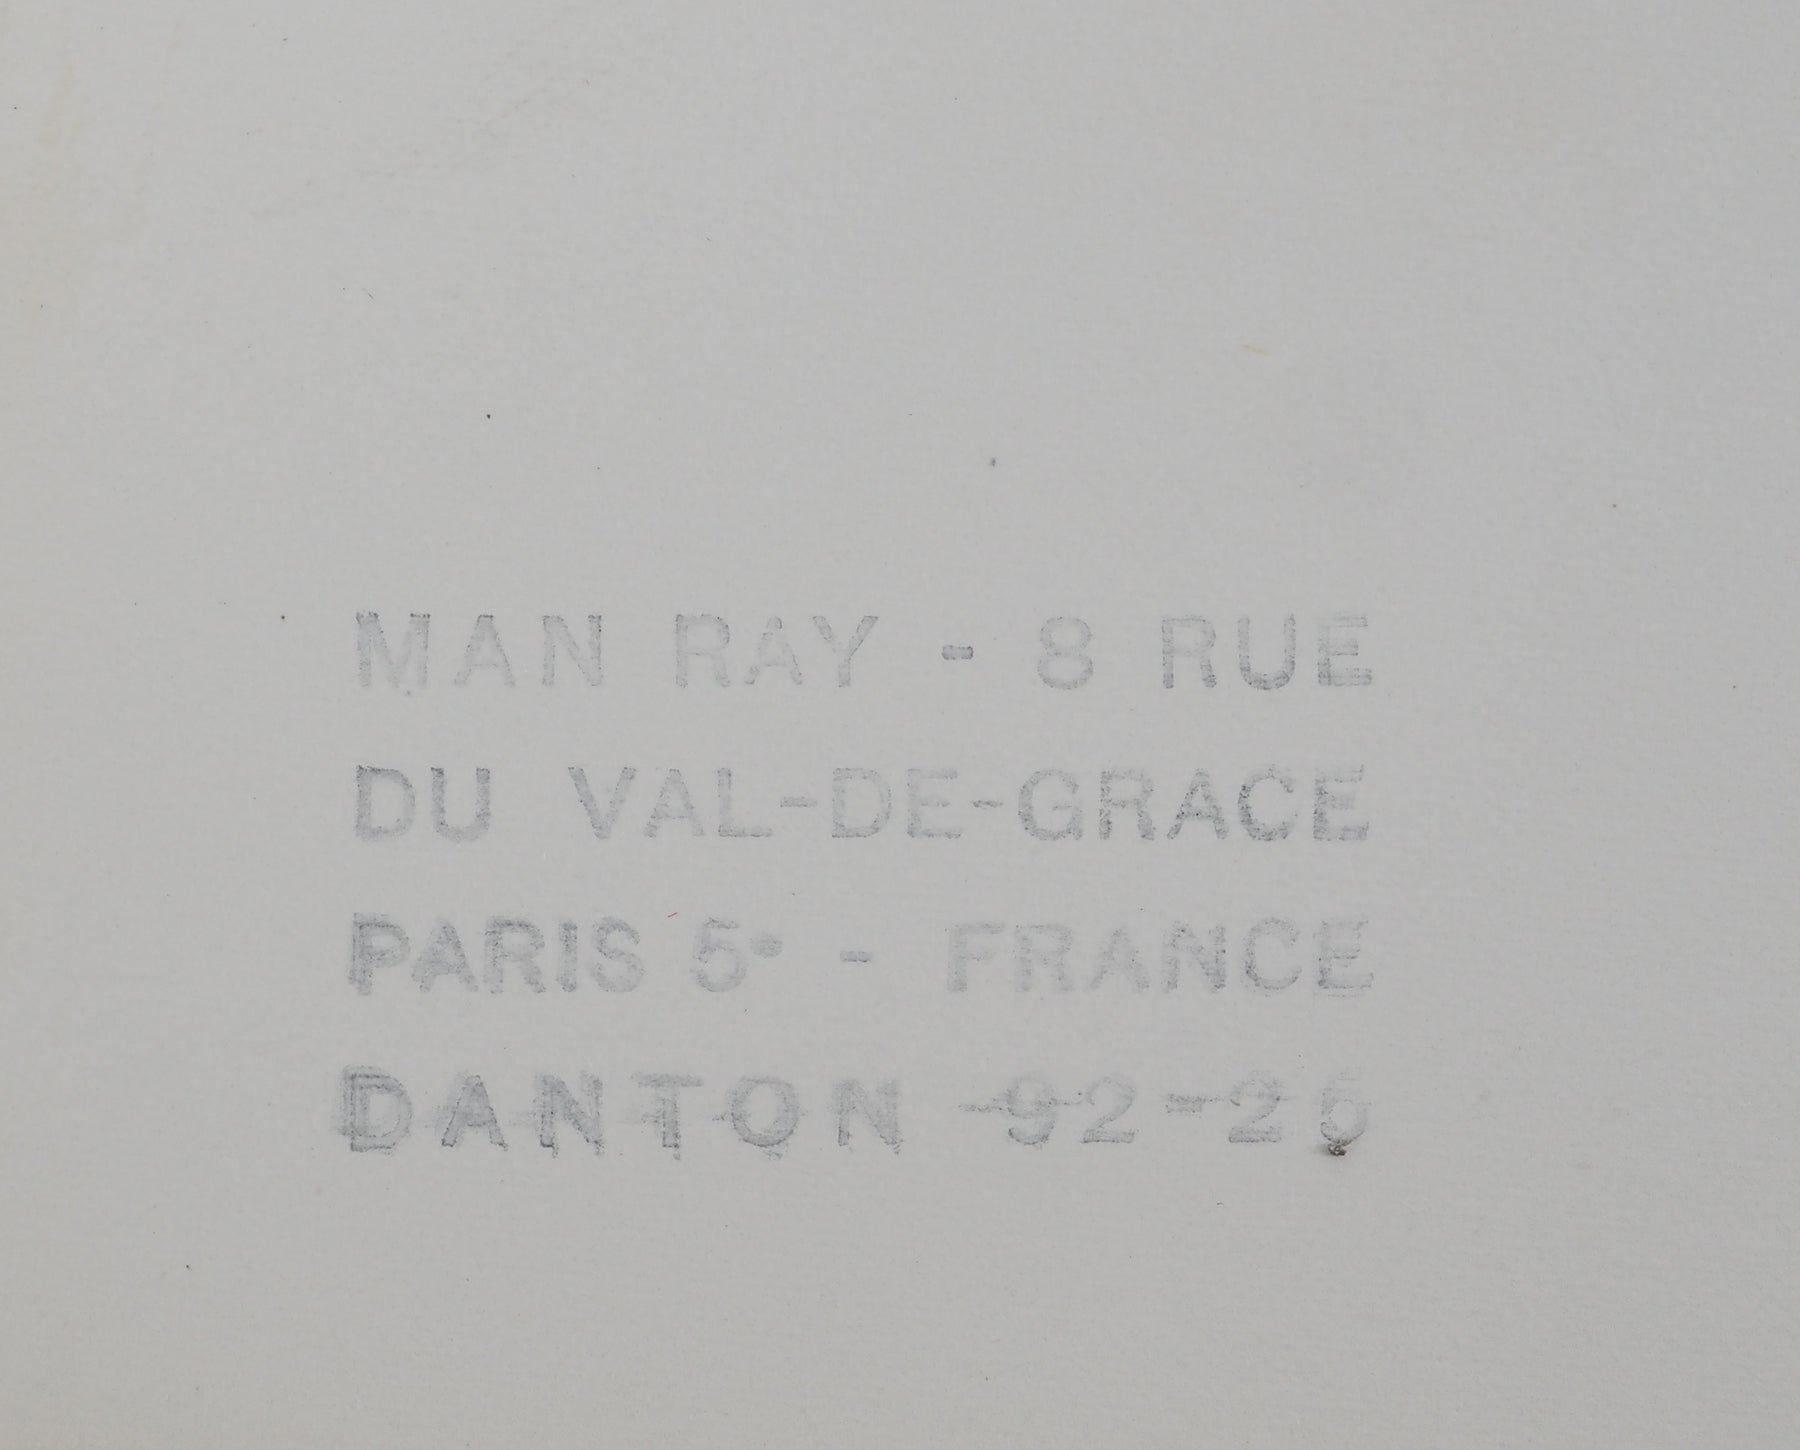 MAN RAY - 8 RUE
DU VAL-DE-GRACE
PARIS 5e - FRANCE
DANTON 92-25